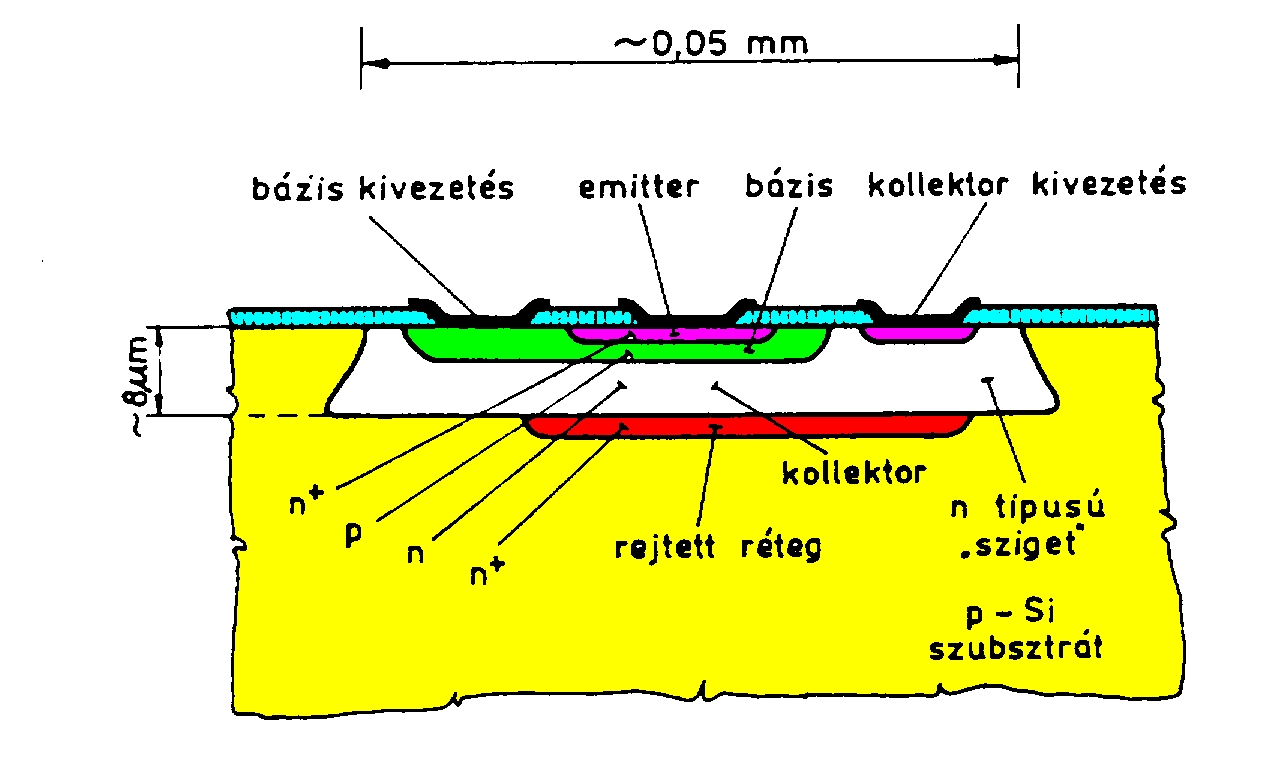 ~0,05 mm
bázis kivezetés
emitter
bázis
kollektor kivezetés
~8µm
kollektor
n⁺
p
n
n⁺
rejtett réteg
n típusú
„sziget"
p – Si
szubsztrát